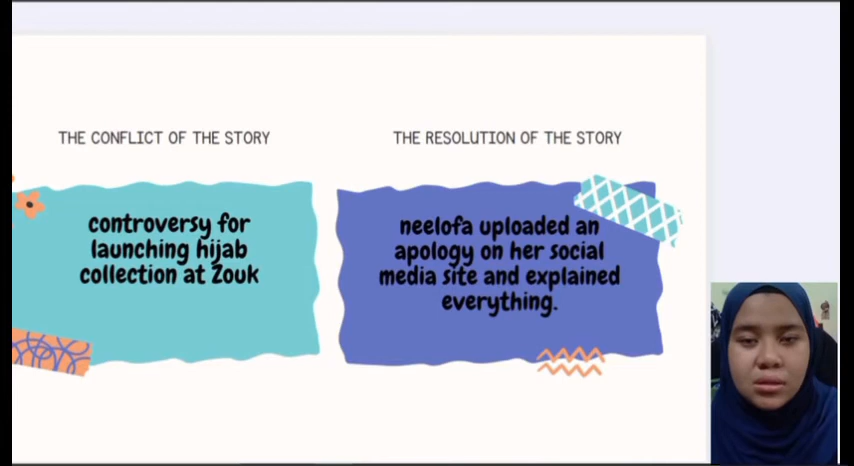 THE CONFLICT OF THE STORY
controversy for
launching hijab
collection at Zouk
THE RESOLUTION OF THE STORY
neelofa uploaded an
apology on her social
media site and explained
everything.